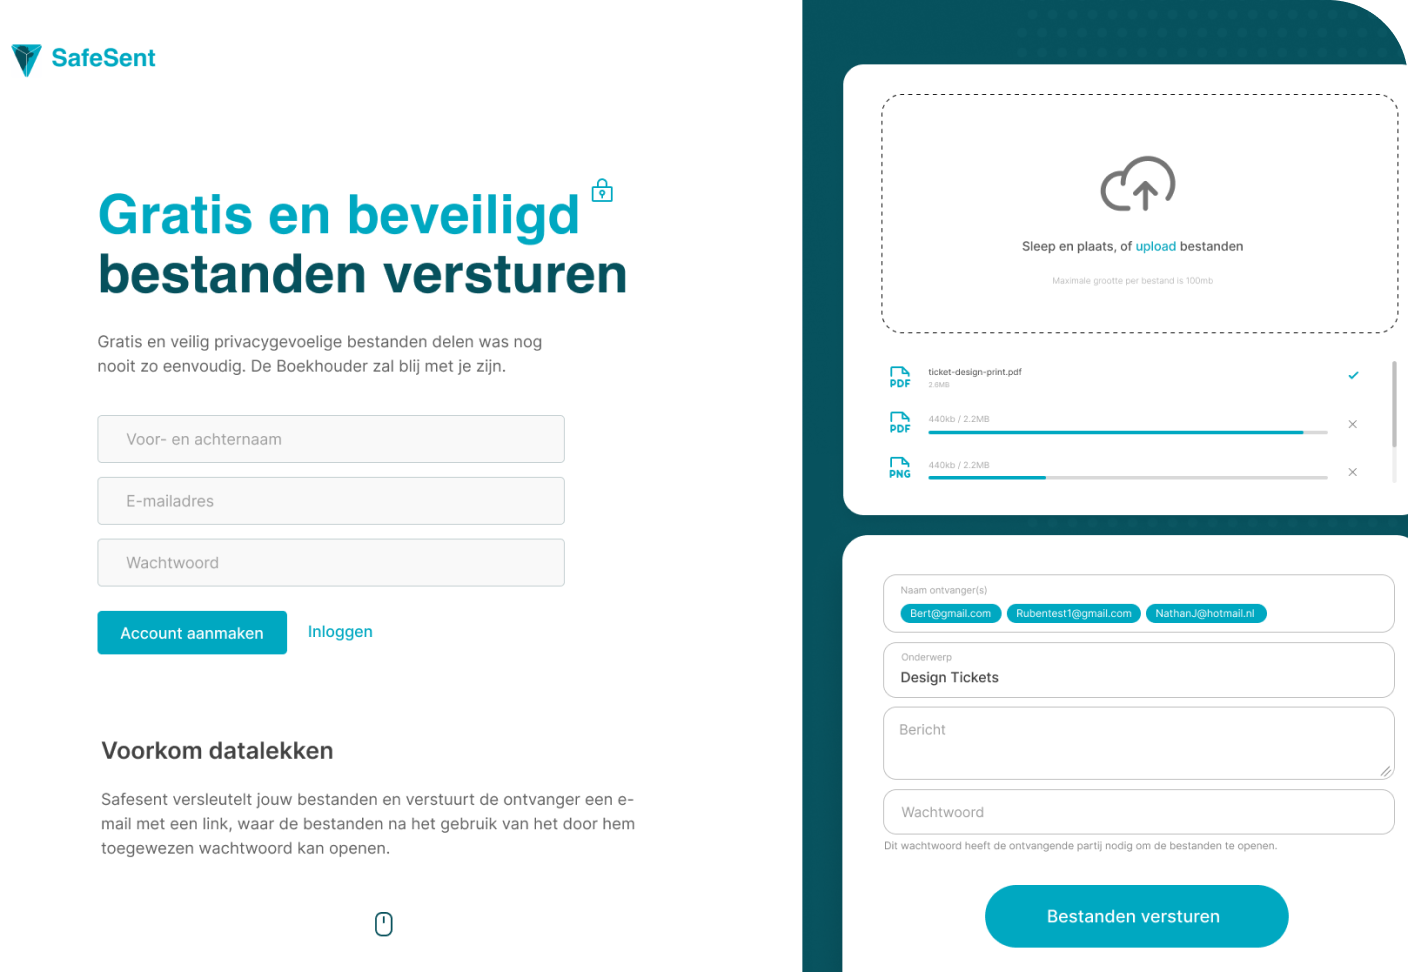 SafeSent
Gratis en beveiligd
bestanden versturen
Gratis en veilig privacygevoelige bestanden delen was nog
nooit zo eenvoudig. De Boekhouder zal blij met je zijn.
Voor- en achternaam
E-mailadres
Wachtwoord
Account aanmaken
Inloggen
Voorkom datalekken
Safesent versleutelt jouw bestanden en verstuurt de ontvanger een e-
mail met een link, waar de bestanden na het gebruik van het door hem
toegewezen wachtwoord kan openen.
Sleep en plaats, of upload bestanden
Maximale grootte per bestand is 100mb
PDF
ticket-design-print.pdf
2.6MB
PDF
440kb / 2.2MB
PNG
440kb / 2.2MB
Naam ontvanger(s)
Bert@gmail.com Rubentest1@gmail.com NathanJ@hotmail.nl
Onderwerp
Design Tickets
Bericht
Wachtwoord
Dit wachtwoord heeft de ontvangende partij nodig om de bestanden te openen.
Bestanden versturen